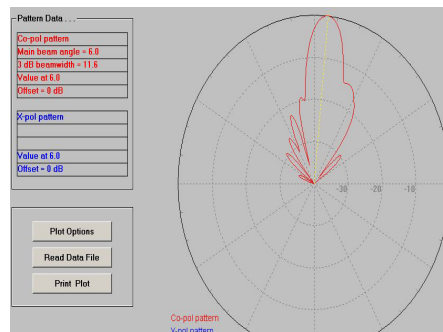 Pattern Data . . .
Co-pol pattern
Main beam angle = 6.0
3 dB beamwidth = 11.6
Value at 6.0
Offset = 0 dB
X-pol pattern
Value at 6.0
Offset = 0 dB
Plot Options
Read Data File
Print Plot
-30 -20 -10
Co-pol pattern
X-pol pattern